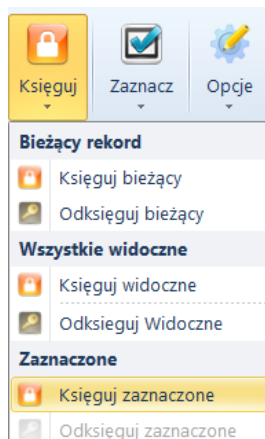 Księguj Zaznacz Opcje
Bieżący rekord
Księguj bieżący
Odksięguj bieżący
Wszystkie widoczne
Księguj widoczne
Odksieguj Widoczne
Zaznaczone
Księguj zaznaczone
Odksięguj zaznaczone